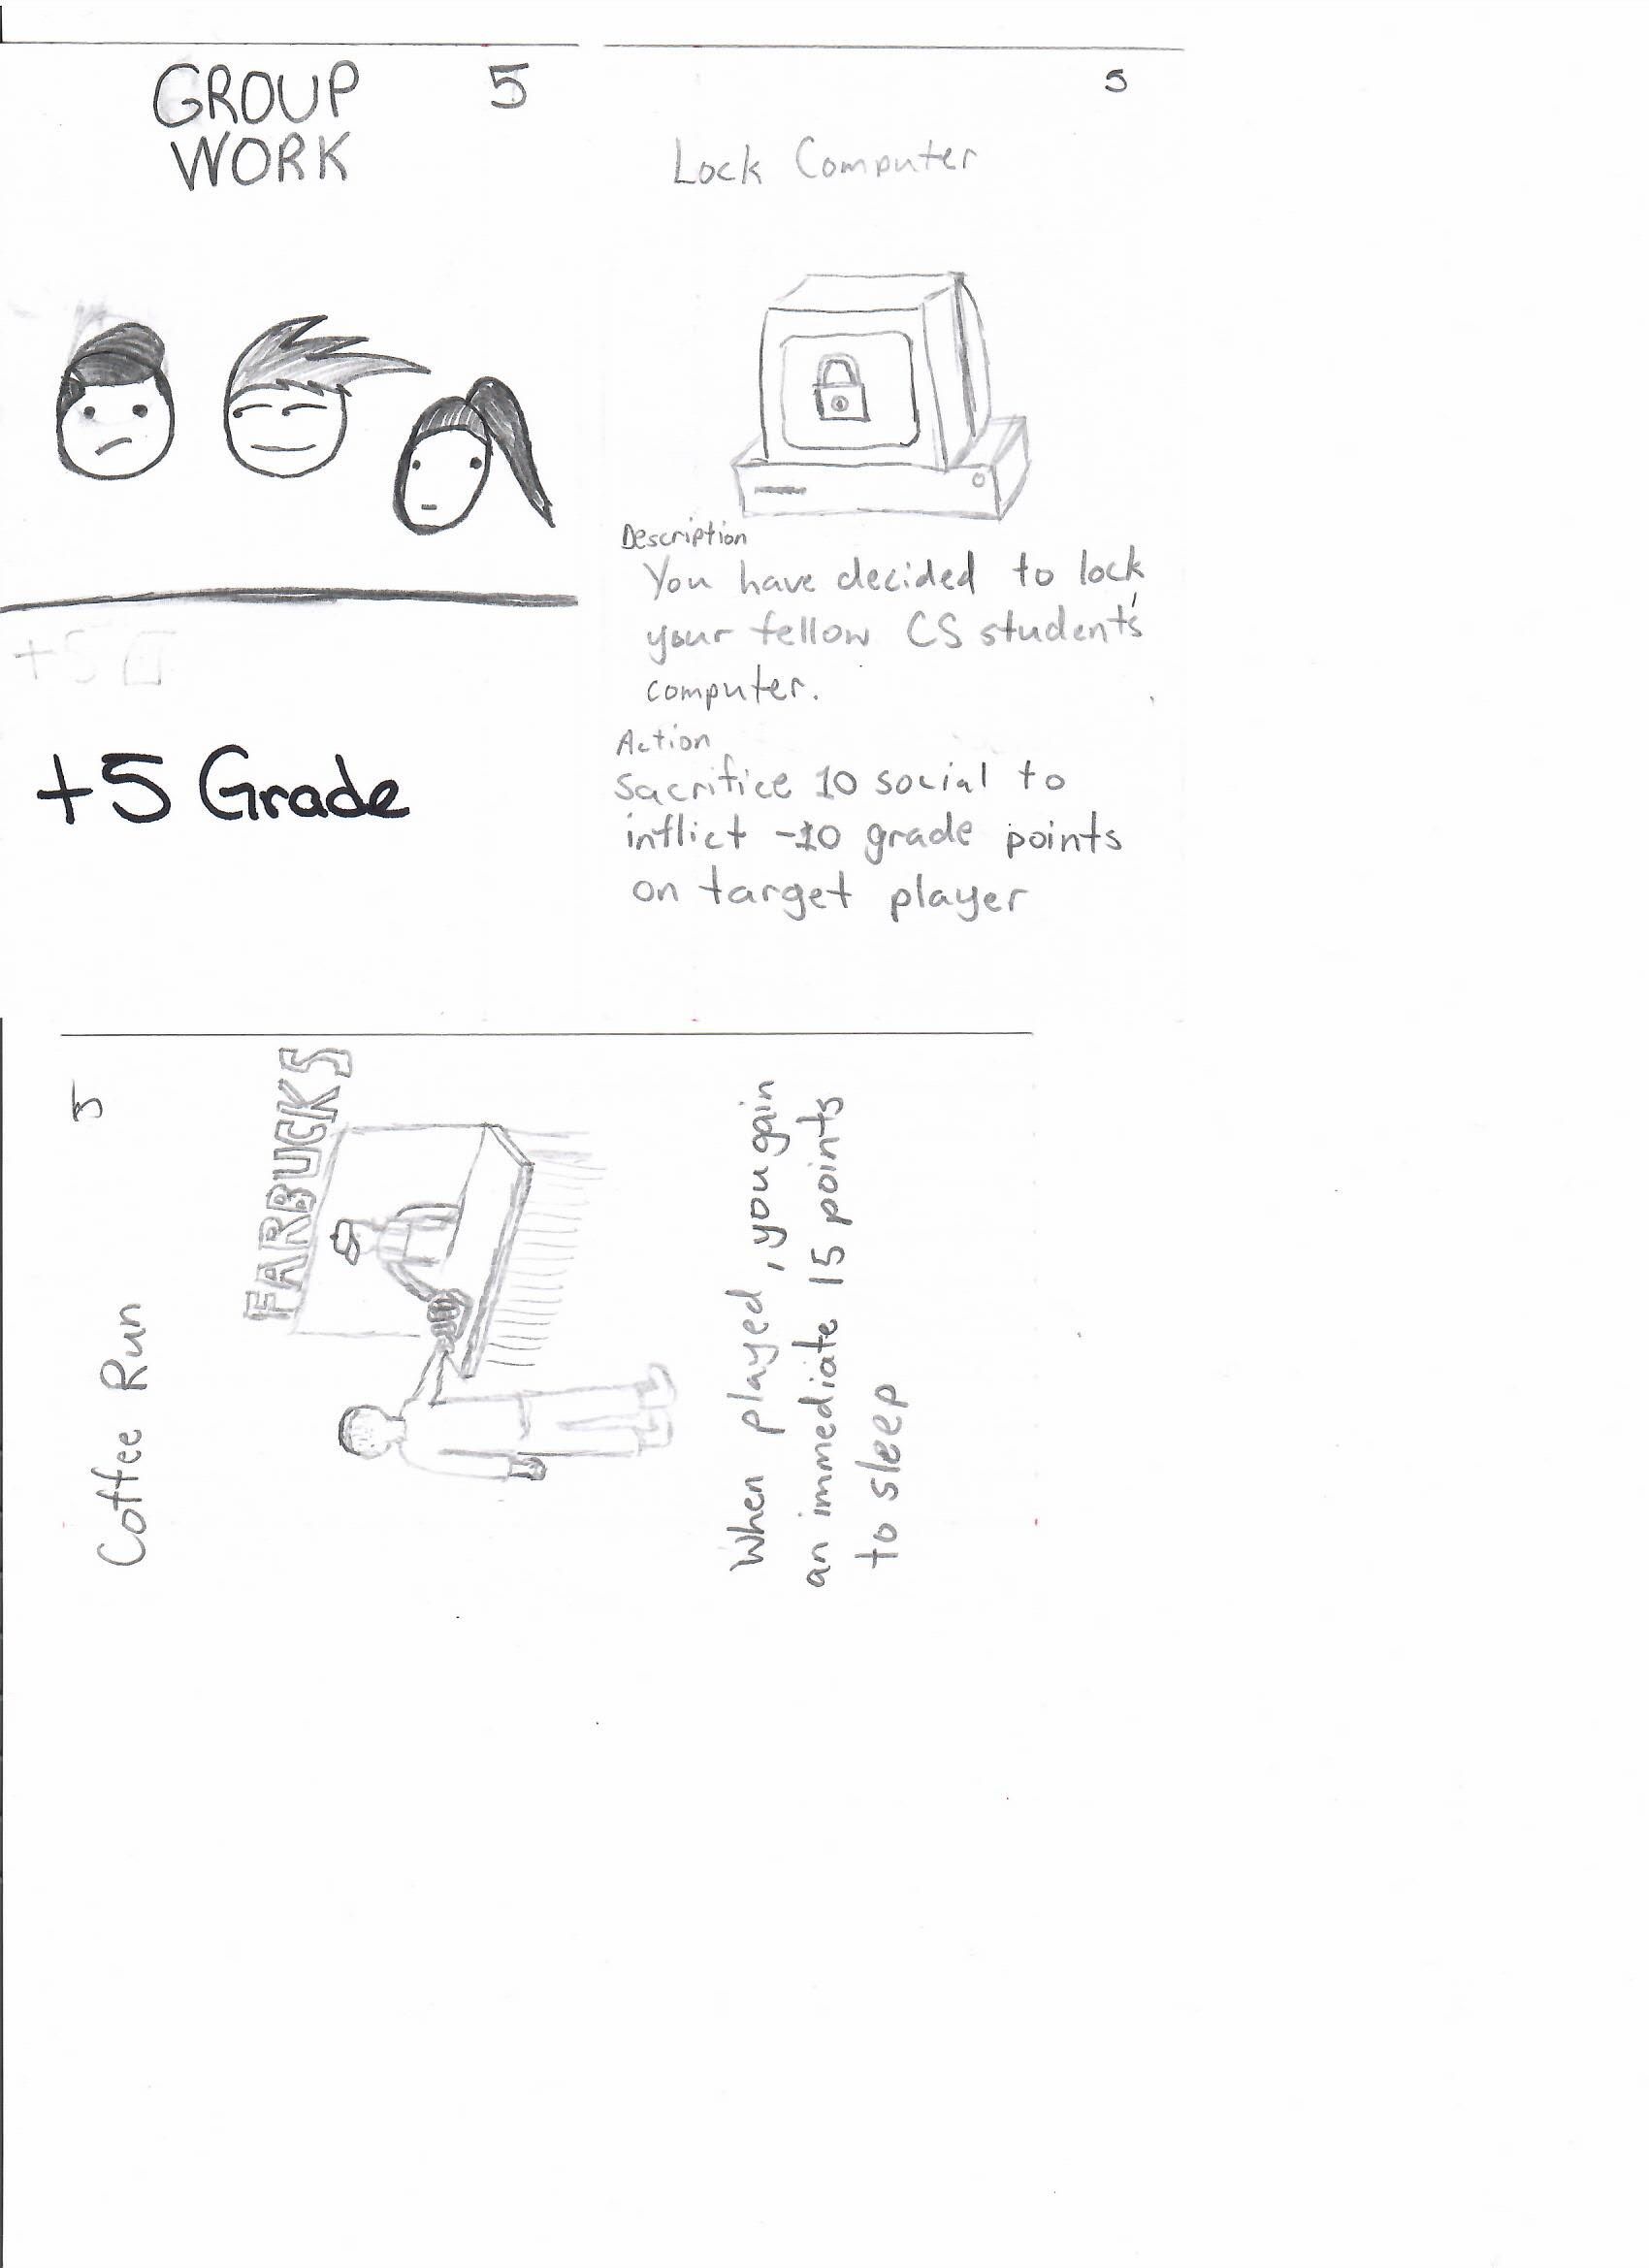 GROUP
WORK
5
+5
+5 Grade
5
Lock Computer
Description
You have decided to lock
your fellow CS student's
computer.
Action
Sacrifice 10 social to
inflict -10 grade points
on target player
5
Coffee Run
FARBUCKS
When played, you gain
an immediate 15 points
to sleep